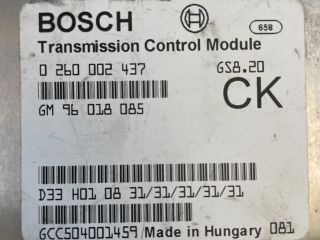 BOSCH
658
Transmission Control Module
0 260 002 437 GS8.20
CK
GM 96 018 085
D33 H01 08 31/31/31/31/31
GCC504001459 Made in Hungary 081